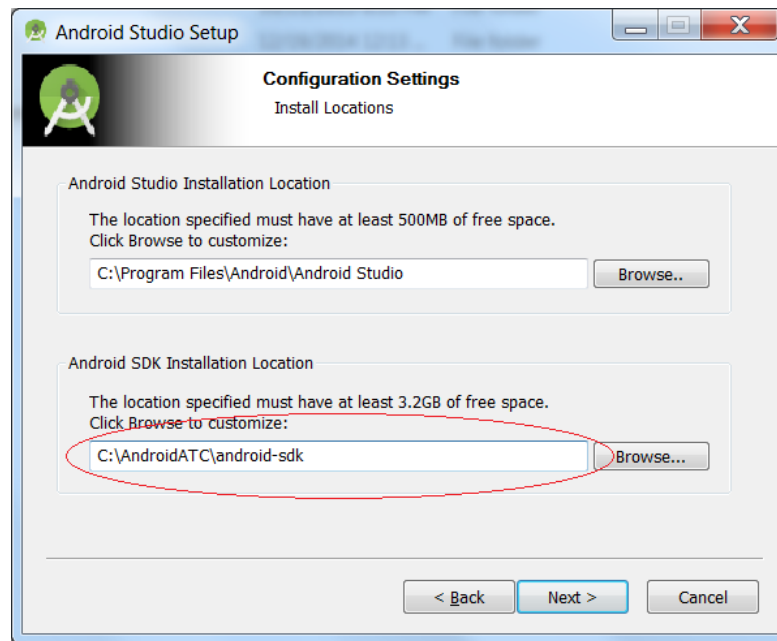 Android Studio Setup
Configuration Settings
Install Locations
Android Studio Installation Location
The location specified must have at least 500MB of free space.
Click Browse to customize:
C:\Program Files\Android\Android Studio
Browse..
Android SDK Installation Location
The location specified must have at least 3.2GB of free space.
Click Browse to customize:
C:\AndroidATC\android-sdk
Browse...
< Back
Next >
Cancel